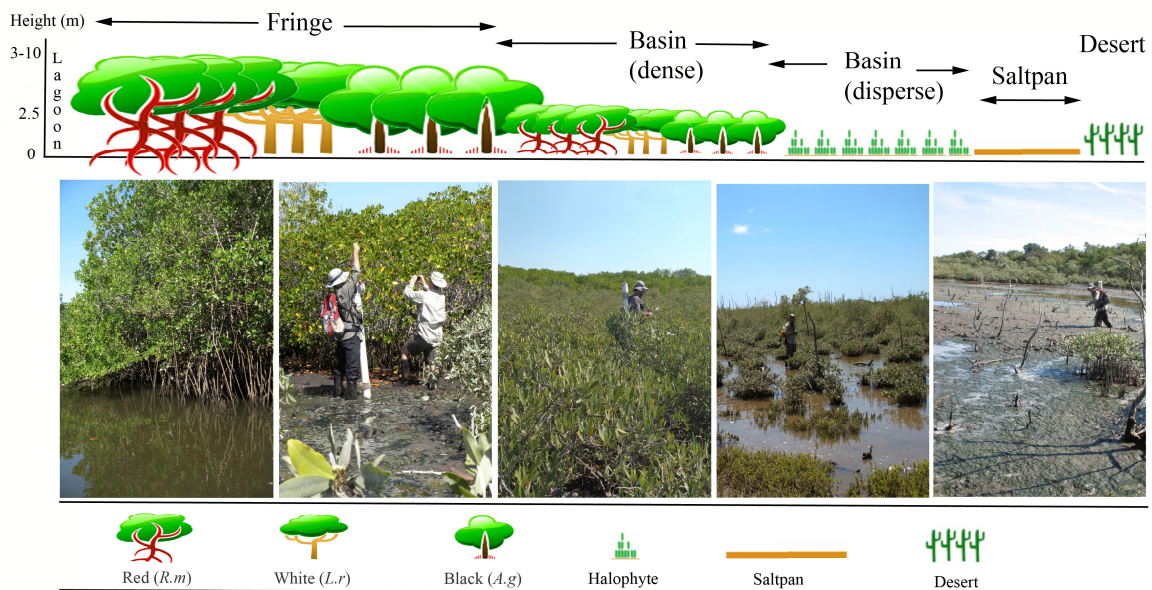 Height (m)
Fringe
Basin
(dense)
Basin
(disperse)
Saltpan
Desert
3-10
2.5
0
Lagoon
Red (R.m)
White (L.r)
Black (A.g)
Halophyte
Saltpan
Desert